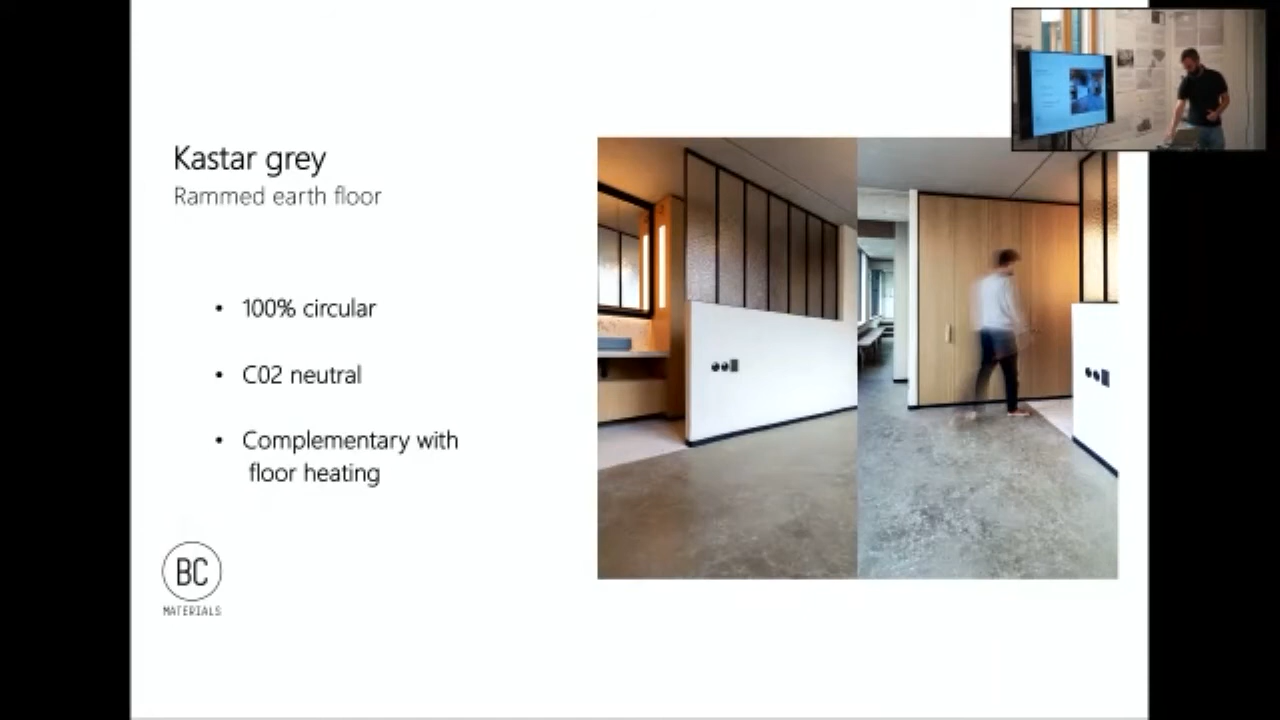 Kastar grey
Rammed earth floor
• 100% circular
• C02 neutral
• Complementary with
floor heating
BC
MATERIALS